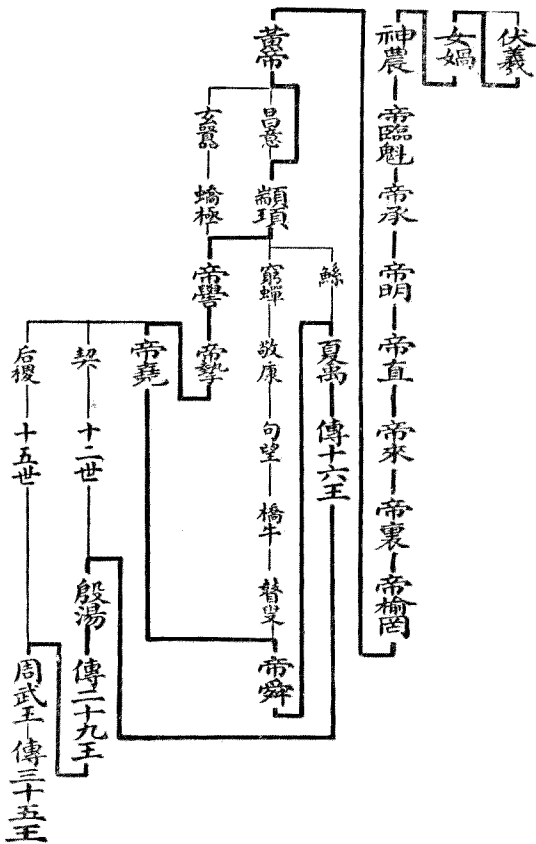 伏羲
女媧
神農
帝臨魁
帝承
帝明
帝直
帝來
帝裏
帝榆罔
黃帝
昌意
顓頊
鯀
夏禹
傳十六王
窮蟬
敬康
句望
橋牛
瞽叟
帝舜
玄囂
蟜極
帝嚳
帝摯
帝堯
契
十二世
殷湯
傳二十九王
后稷
十五世
周武王
傳三十五王